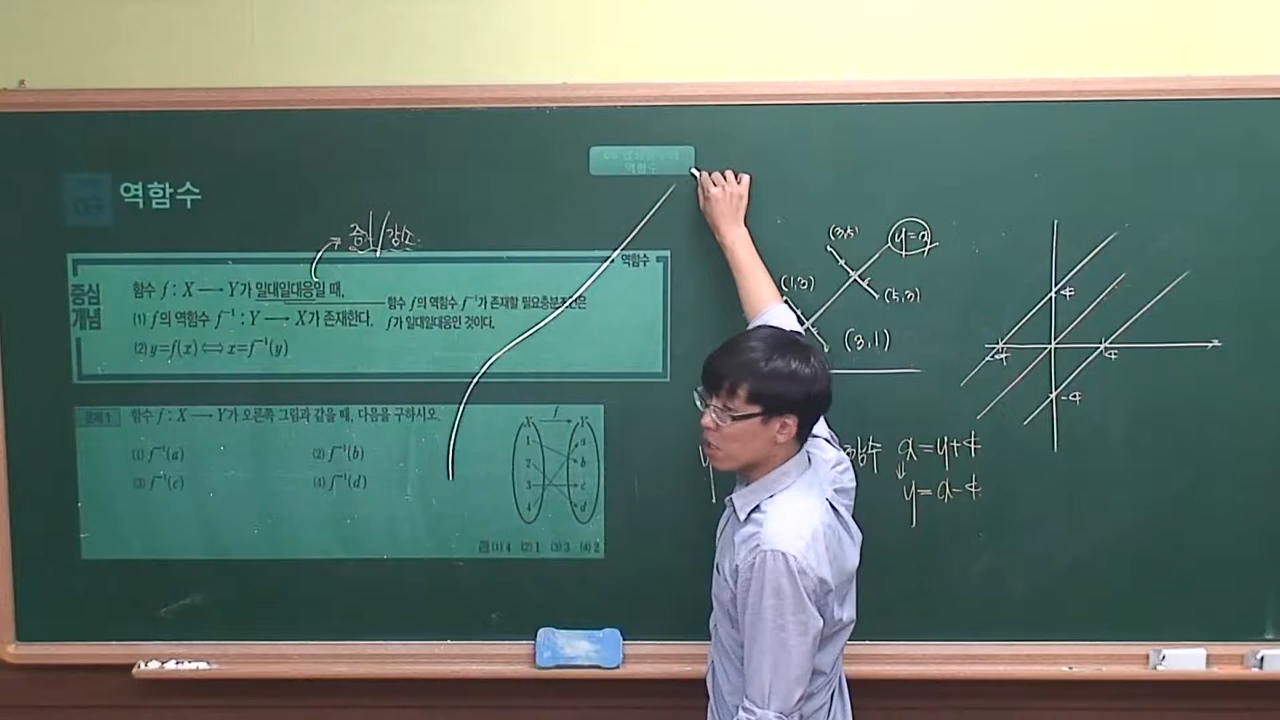 역함수
증가/감소
역함수
중심
개념
함수 f : X → Y가 일대일대응일 때,
(1) f의 역함수 f⁻¹ : Y → X가 존재한다.
(2) y=f(x) ⟺ x=f⁻¹(y)
함수 f의 역함수 f⁻¹가 존재할 필요충분조건은
f가 일대일대응인 것이다.
문제 1 함수 f : X → Y가 오른쪽 그림과 같을 때, 다음을 구하시오.
(1) f⁻¹(a) (2) f⁻¹(b)
(3) f⁻¹(c) (4) f⁻¹(d)
X f Y
1 a
2 b
3 c
4 d
답 (1) 4 (2) 1 (3) 3 (4) 2
(3,5) y=x
(1,3) (5,3)
(3,1)
4
-4 4
-4
함수 x=y+4
y=x-4